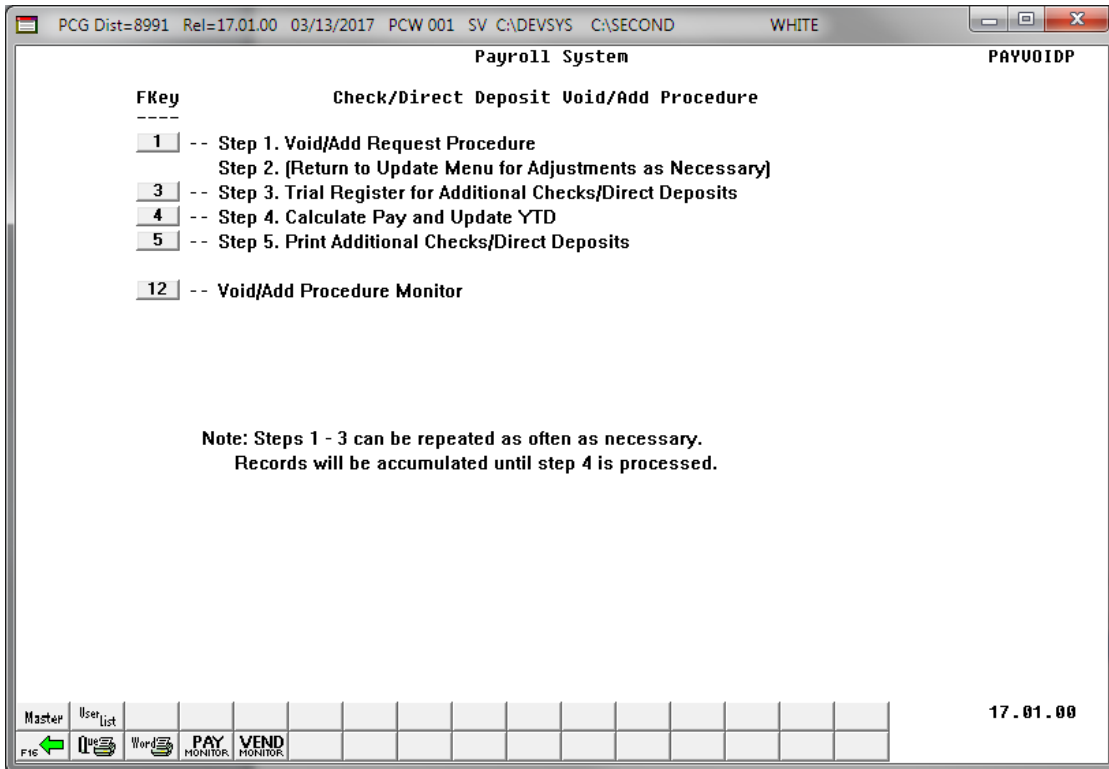 PCG Dist=8991 Rel=17.01.00 03/13/2017 PCW 001 SV C:\DEVSYS C:\SECOND WHITE
Payroll System PAYVOIDP
FKey Check/Direct Deposit Void/Add Procedure
----
1 -- Step 1. Void/Add Request Procedure
Step 2. (Return to Update Menu for Adjustments as Necessary)
3 -- Step 3. Trial Register for Additional Checks/Direct Deposits
4 -- Step 4. Calculate Pay and Update YTD
5 -- Step 5. Print Additional Checks/Direct Deposits
12 -- Void/Add Procedure Monitor
Note: Steps 1 - 3 can be repeated as often as necessary.
Records will be accumulated until step 4 is processed.
Master User List 17.01.00
F16 Que Word PAY MONITOR VEND MONITOR